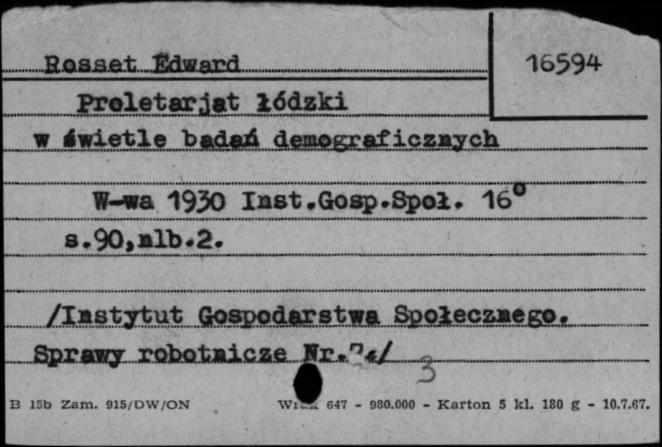 Rosset Edward
16594
Proletarjat łódzki
w świetle badań demograficznych
W-wa 1930 Inst.Gosp.Społ. 16°
s.90,nlb.2.
/Instytut Gospodarstwa Społecznego.
Sprawy robotnicze Nr. /
3
B 15b Zam. 915/DW/ON 647 - 980.000 - Karton 5 kl. 180 g - 10.7.67.